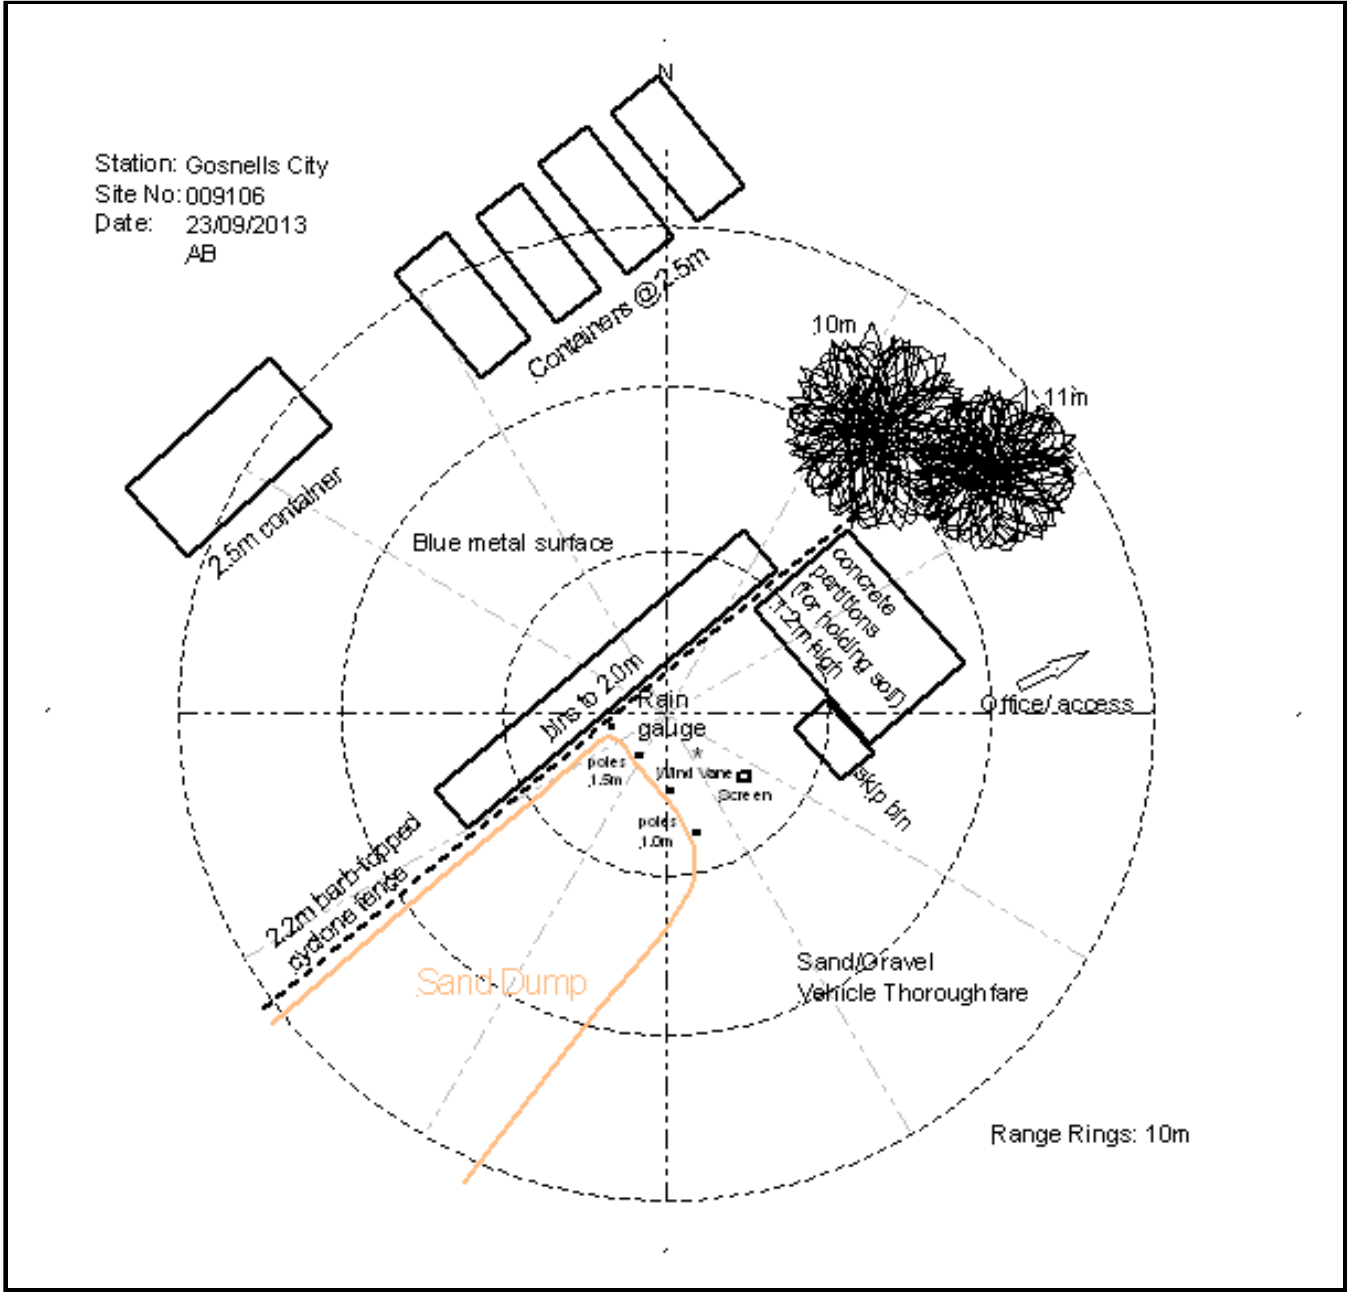 N
Station: Gosnells City
Site No: 009106
Date: 23/09/2013
AB
Containers @2.5m
10m
11m
2.5m container
Blue metal surface
concrete
partitions
(for holding soil)
1.2m high
bins to 2.0m
Rain
gauge
Office/ access
poles
1.5m
Wind Vane
Screen
skip bin
poles
1.0m
2.2m barb-topped
cyclone fence
Sand Dump
Sand/Gravel
Vehicle Thoroughfare
Range Rings: 10m